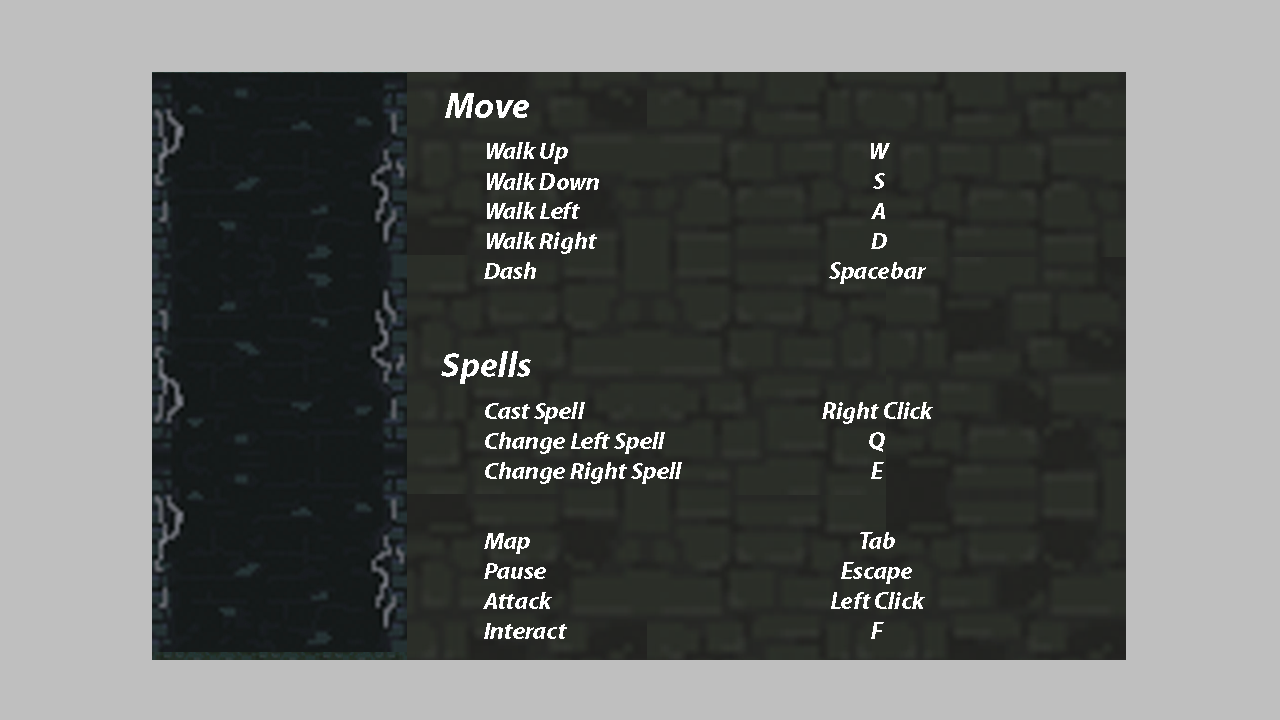 Move
Walk Up W
Walk Down S
Walk Left A
Walk Right D
Dash Spacebar
Spells
Cast Spell Right Click
Change Left Spell Q
Change Right Spell E
Map Tab
Pause Escape
Attack Left Click
Interact F